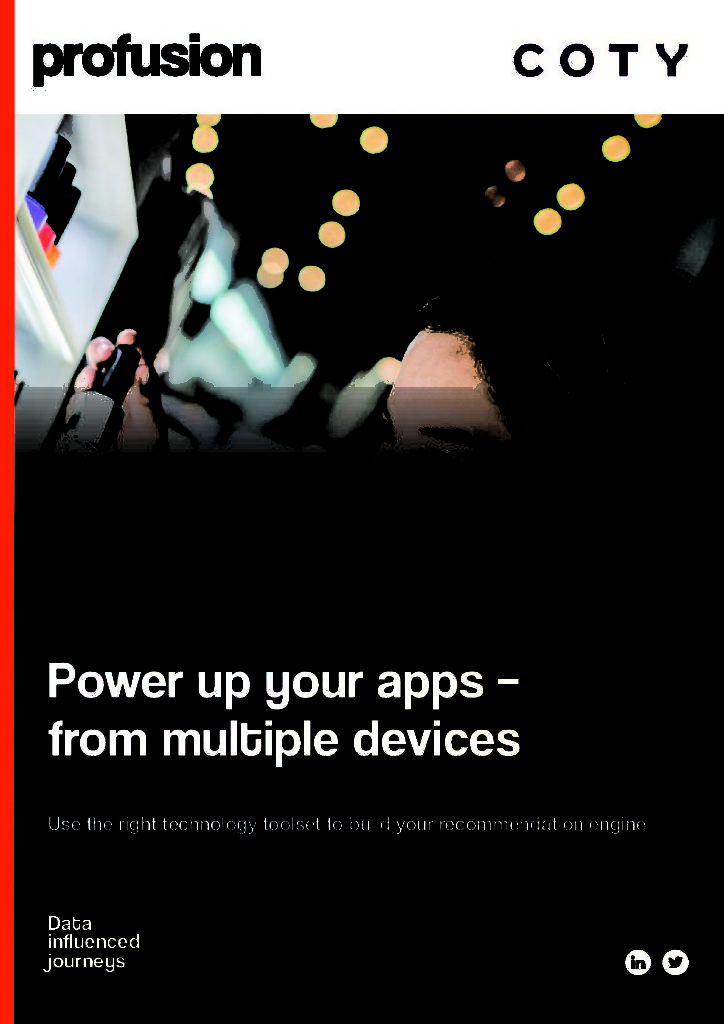 profusion
COTY
Power up your apps –
from multiple devices
Use the right technology toolset to build your recommendation engine
Data
influenced
journeys
in